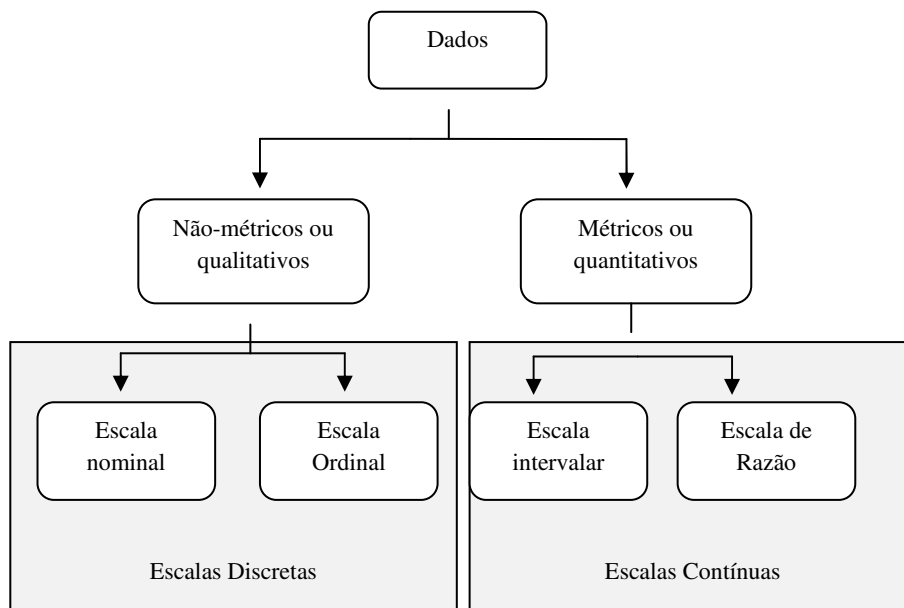 Dados
Não-métricos ou
qualitativos
Métricos ou
quantitativos
Escala
nominal
Escala
Ordinal
Escala
intervalar
Escala de
Razão
Escalas Discretas
Escalas Contínuas